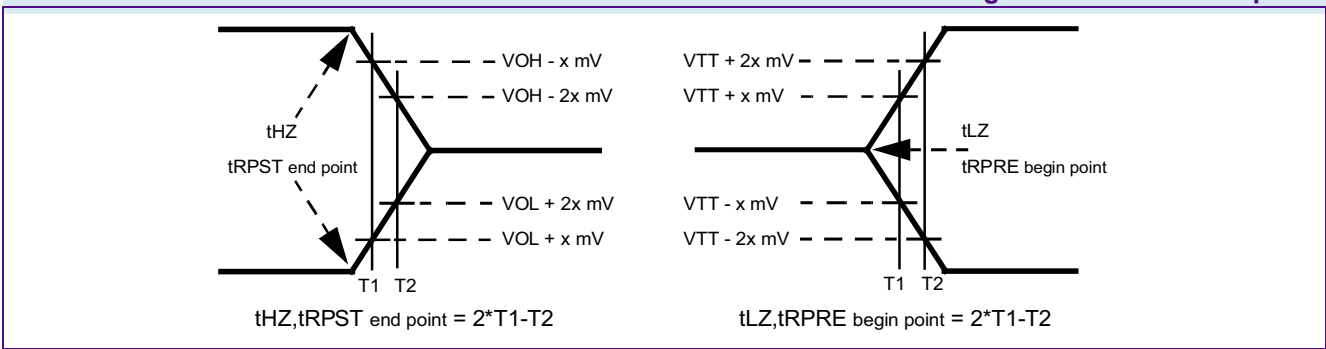 VOH - x mV
VOH - 2x mV
tHZ
tRPST end point
VOL + 2x mV
VOL + x mV
T1 T2
tHZ,tRPST end point = 2*T1-T2
VTT + 2x mV
VTT + x mV
tLZ
tRPRE begin point
VTT - x mV
VTT - 2x mV
T1 T2
tLZ,tRPRE begin point = 2*T1-T2